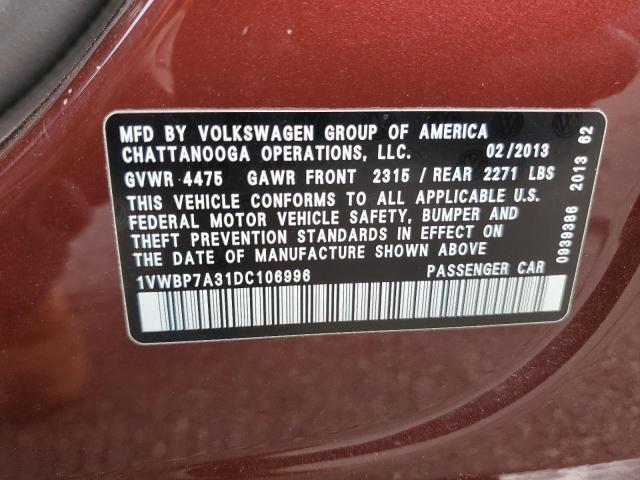 MFD BY VOLKSWAGEN GROUP OF AMERICA
CHATTANOOGA OPERATIONS, LLC. 02/2013
GVWR 4475 GAWR FRONT 2315 / REAR 2271 LBS
THIS VEHICLE CONFORMS TO ALL APPLICABLE U.S.
FEDERAL MOTOR VEHICLE SAFETY, BUMPER AND
THEFT PREVENTION STANDARDS IN EFFECT ON
THE DATE OF MANUFACTURE SHOWN ABOVE
1VWBP7A31DC106996 PASSENGER CAR
0939386 2013 62